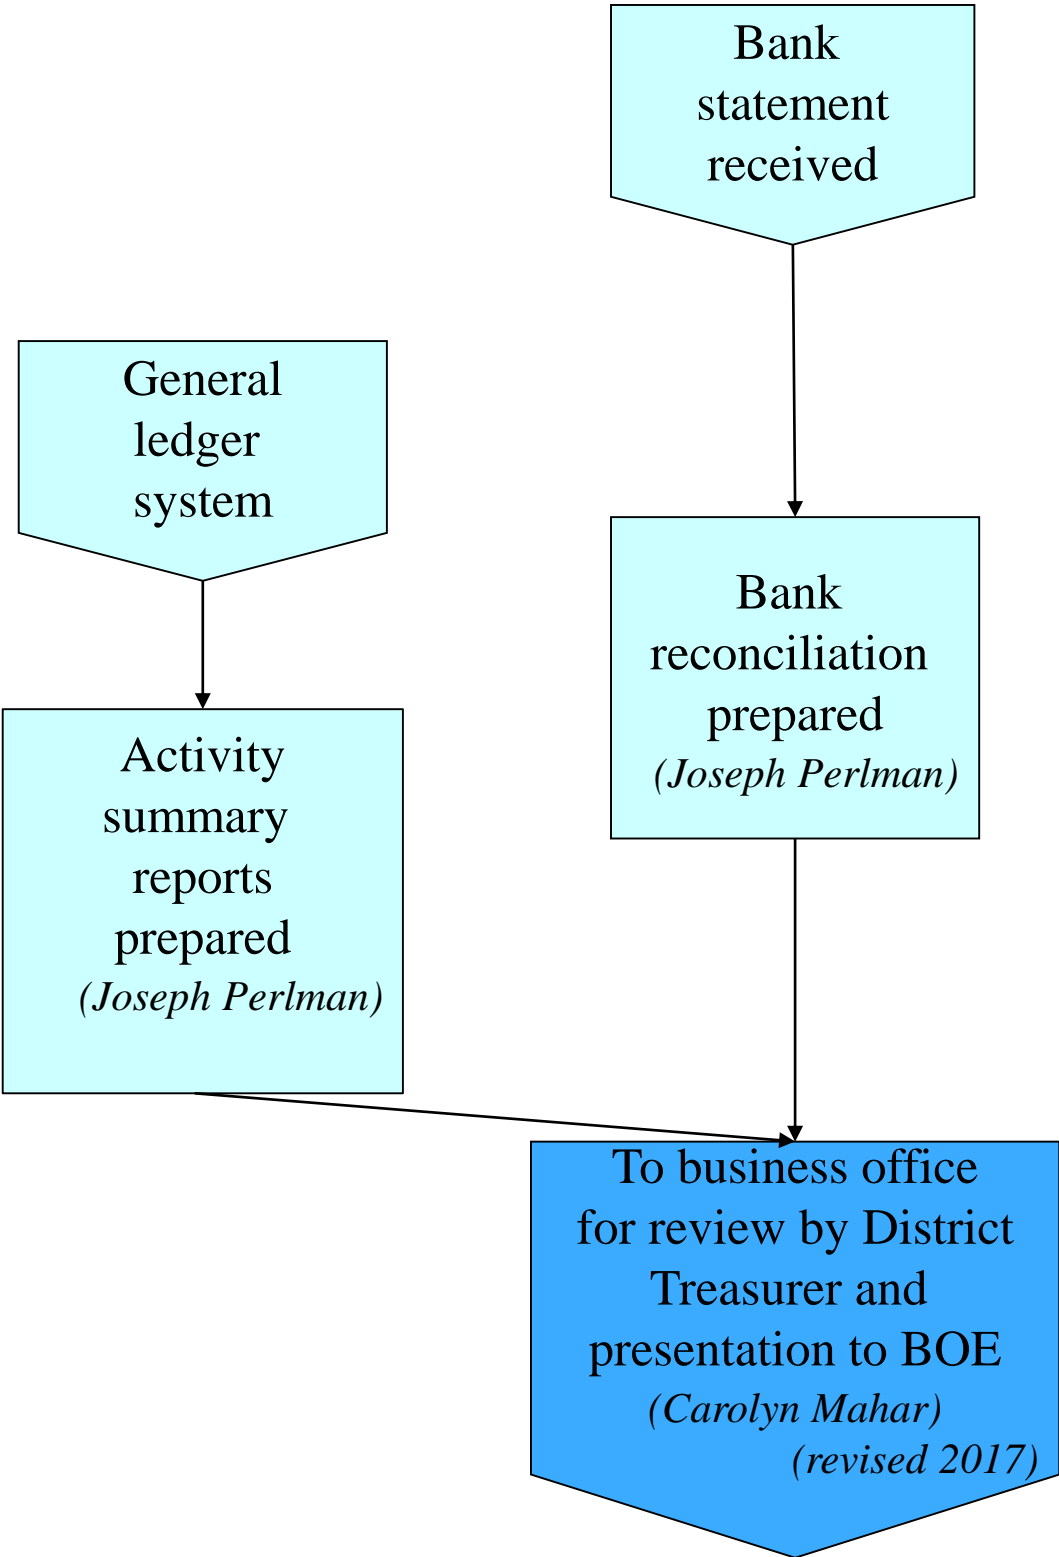 Bank
statement
received
General
ledger
system
Bank
reconciliation
prepared
(Joseph Perlman)
Activity
summary
reports
prepared
(Joseph Perlman)
To business office
for review by District
Treasurer and
presentation to BOE
(Carolyn Mahar)
(revised 2017)